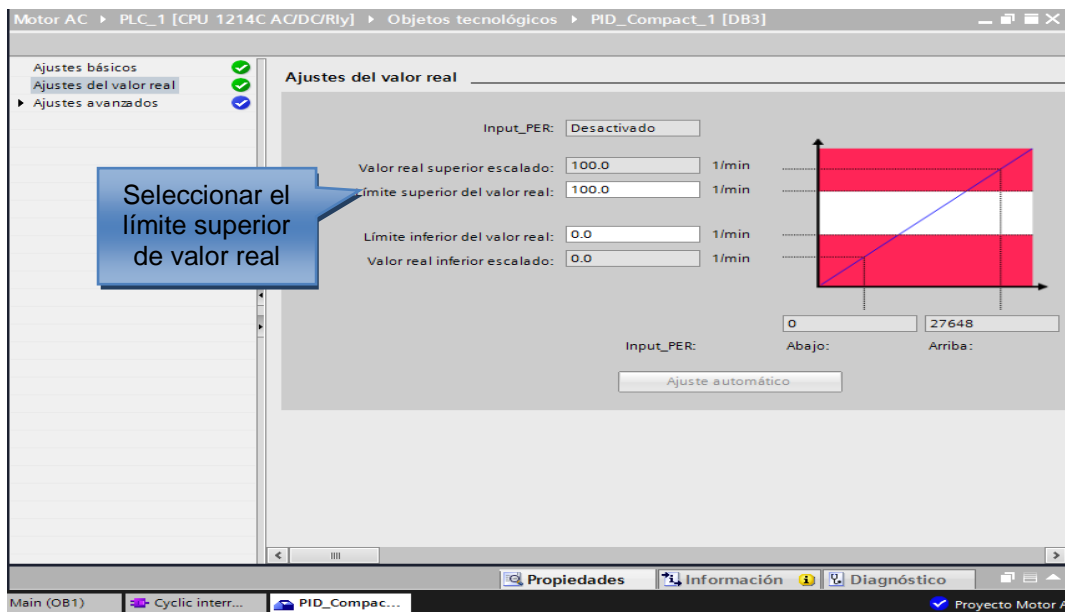 Motor AC ▸ PLC_1 [CPU 1214C AC/DC/Rly] ▸ Objetos tecnológicos ▸ PID_Compact_1 [DB3]
Ajustes básicos
Ajustes del valor real
Ajustes avanzados
Ajustes del valor real
Input_PER: Desactivado
Valor real superior escalado: 100.0 1/min
límite superior del valor real: 100.0 1/min
Límite inferior del valor real: 0.0 1/min
Valor real inferior escalado: 0.0 1/min
Seleccionar el
límite superior
de valor real
0 27648
Input_PER: Abajo: Arriba:
Ajuste automático
Propiedades Información Diagnóstico
Main (OB1) Cyclic interr... PID_Compac... Proyecto Motor A